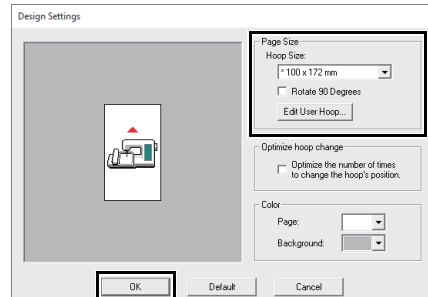 Design Settings
Page Size
Hoop Size:
* 100 x 172 mm
Rotate 90 Degrees
Edit User Hoop...
Optimize hoop change
Optimize the number of times
to change the hoop's position.
Color
Page:
Background:
OK
Default
Cancel